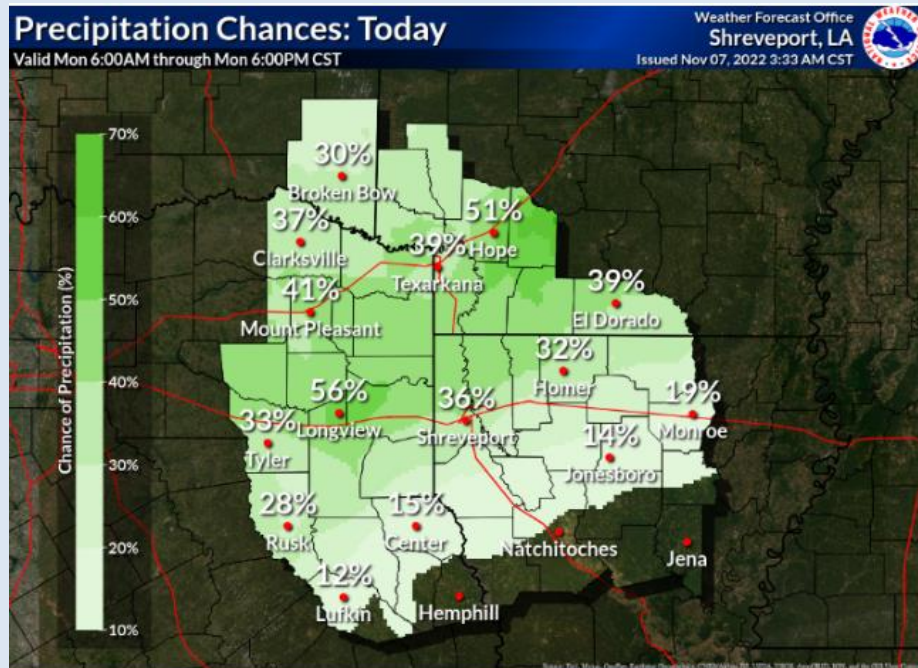 Precipitation Chances: Today
Valid Mon 6:00AM through Mon 6:00PM CST
Weather Forecast Office
Shreveport, LA
Issued Nov 07, 2022 3:33 AM CST
Chance of Precipitation (%)
70%
60%
50%
40%
30%
20%
10%
30%
Broken Bow
37%
Clarksville
51%
Hope
39%
Texarkana
41%
Mount Pleasant
39%
El Dorado
32%
Homer
56%
Longview
36%
Shreveport
19%
Monroe
33%
Tyler
14%
Jonesboro
28%
Rusk
15%
Center
Natchitoches
Jena
12%
Lufkin
Hemphill